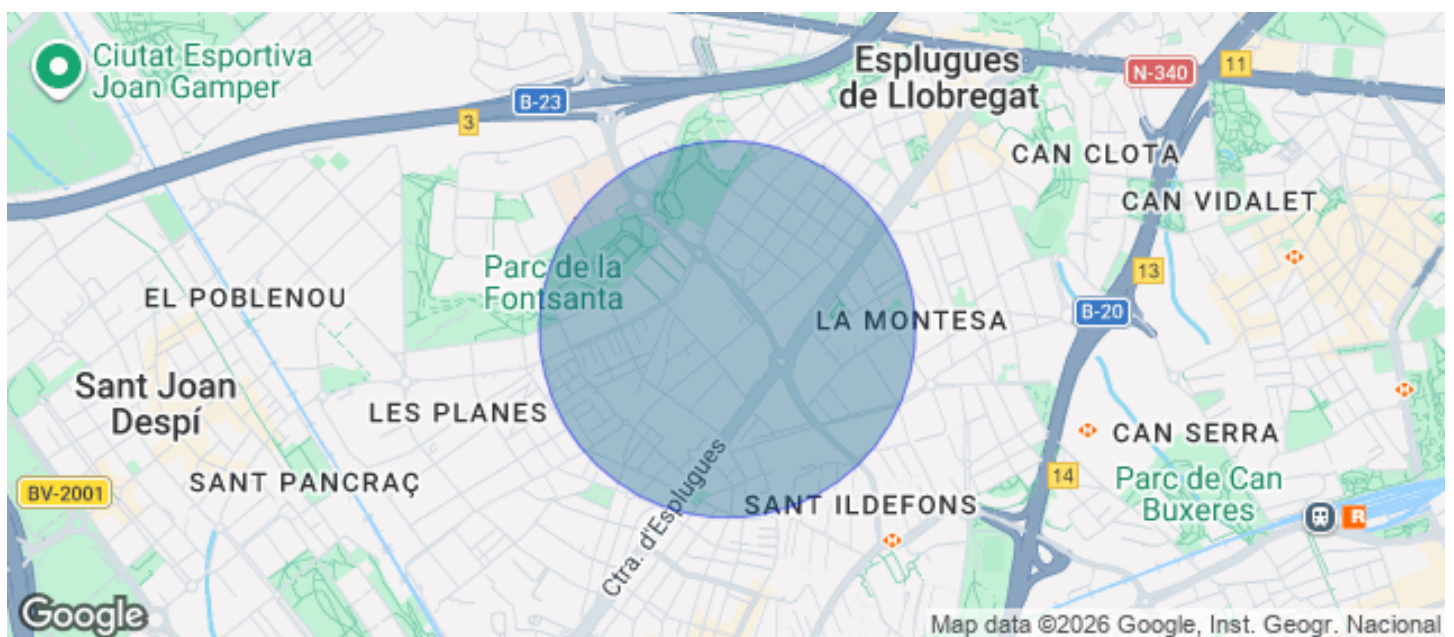 Ciutat Esportiva
Joan Gamper
Esplugues
de Llobregat
N-340
11
B-23
3
CAN CLOTA
CAN VIDALET
Parc de la
Fontsanta
13
EL POBLENOU
LA MONTESA
B-20
Sant Joan
Despí
LES PLANES
CAN SERRA
Ctra. d'Esplugues
SANT PANCRAÇ
BV-2001
SANT ILDEFONS
14
Parc de Can
Buxeres
R
Google
Map data ©2026 Google, Inst. Geogr. Nacional